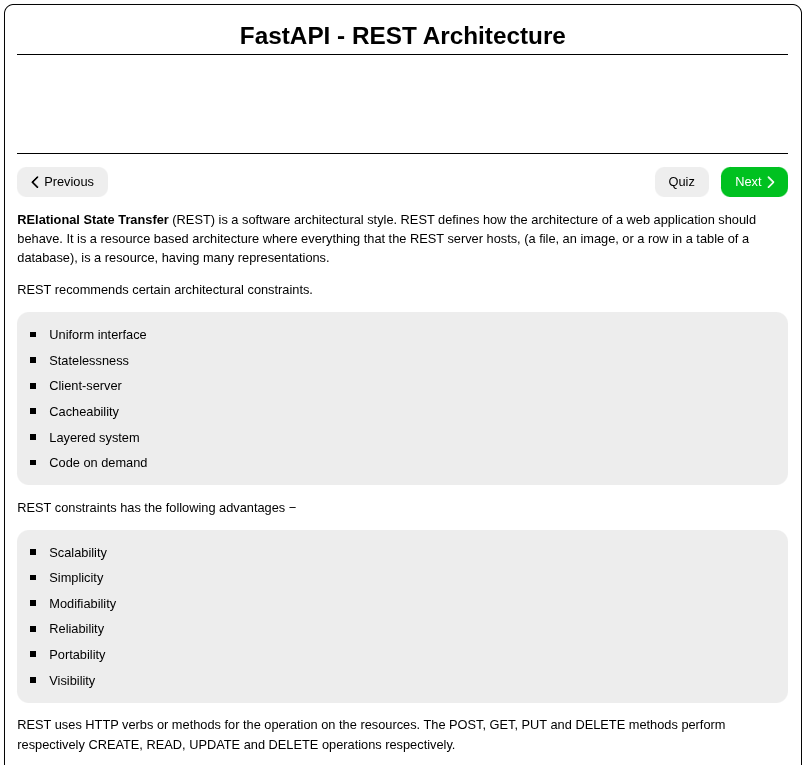 FastAPI - REST Architecture
Previous
Quiz
Next
RElational State Transfer (REST) is a software architectural style. REST defines how the architecture of a web application should
behave. It is a resource based architecture where everything that the REST server hosts, (a file, an image, or a row in a table of a
database), is a resource, having many representations.
REST recommends certain architectural constraints.
Uniform interface
Statelessness
Client-server
Cacheability
Layered system
Code on demand
REST constraints has the following advantages −
Scalability
Simplicity
Modifiability
Reliability
Portability
Visibility
REST uses HTTP verbs or methods for the operation on the resources. The POST, GET, PUT and DELETE methods perform
respectively CREATE, READ, UPDATE and DELETE operations respectively.